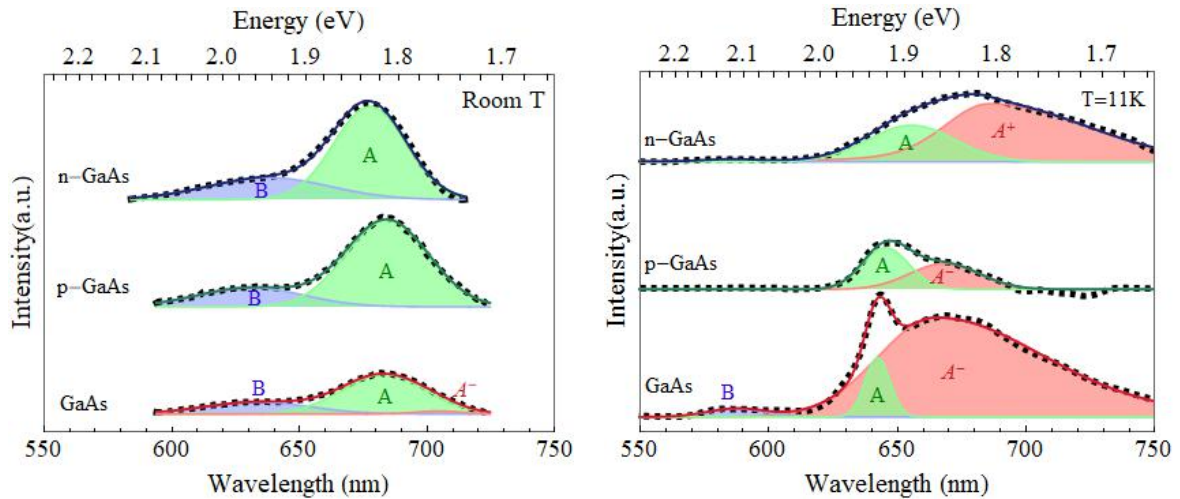 Energy (eV)
2.2 2.1 2.0 1.9 1.8 1.7
Room T
n−GaAs
A
B
p−GaAs
A
B
GaAs
B
A
A⁻
Intensity(a.u.)
550 600 650 700 750
Wavelength (nm)
Energy (eV)
2.2 2.1 2.0 1.9 1.8 1.7
T=11K
n−GaAs
A
A⁺
p−GaAs
A
A⁻
GaAs
B
A
A⁻
Intensity(a.u.)
550 600 650 700 750
Wavelength (nm)